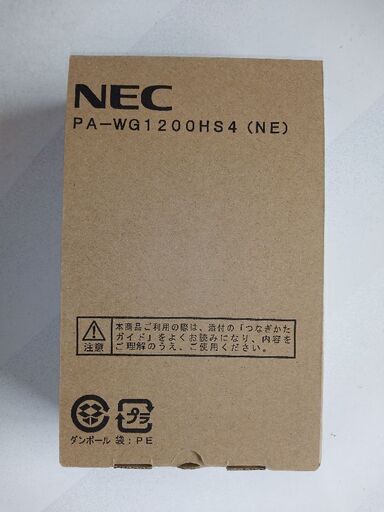 NEC
PA-WG1200HS4 (NE)
本商品ご利用の際は、添付の「つなぎかた
ガイド」をよくお読みになり、内容を
ご理解のうえ、ご使用ください。
注意
プラ
ダンボール 袋:PE